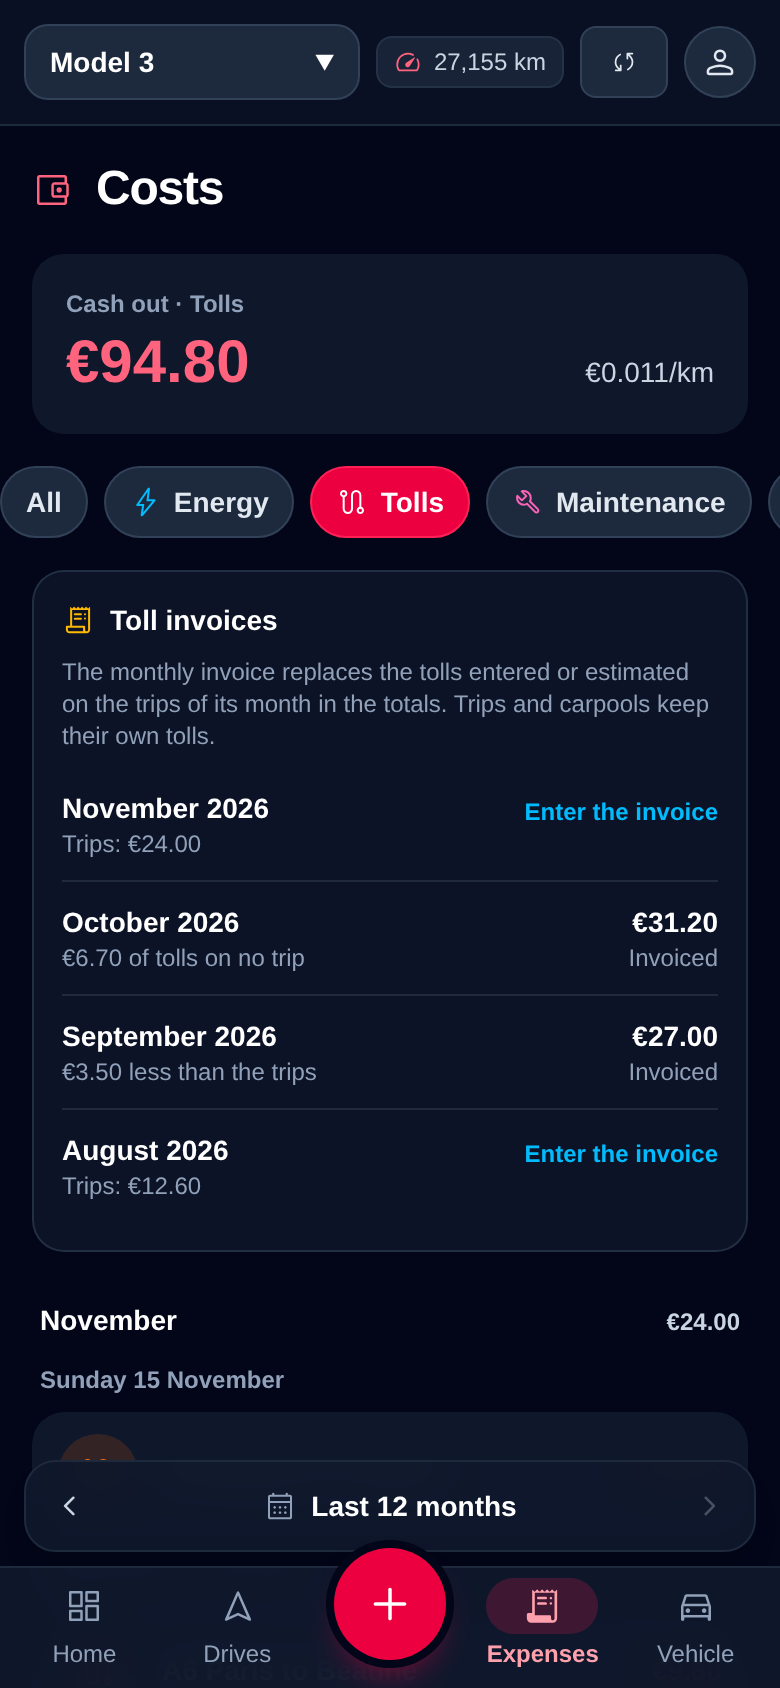 Model 3
27,155 km
Costs
Cash out · Tolls
€94.80
€0.011/km
All
Energy
Tolls
Maintenance
Toll invoices
The monthly invoice replaces the tolls entered or estimated
on the trips of its month in the totals. Trips and carpools keep
their own tolls.
November 2026
Enter the invoice
Trips: €24.00
October 2026
€31.20
€6.70 of tolls on no trip
Invoiced
September 2026
€27.00
€3.50 less than the trips
Invoiced
August 2026
Enter the invoice
Trips: €12.60
November
€24.00
Sunday 15 November
Last 12 months
Home
Drives
Expenses
Vehicle
A6 Paris to Beaune